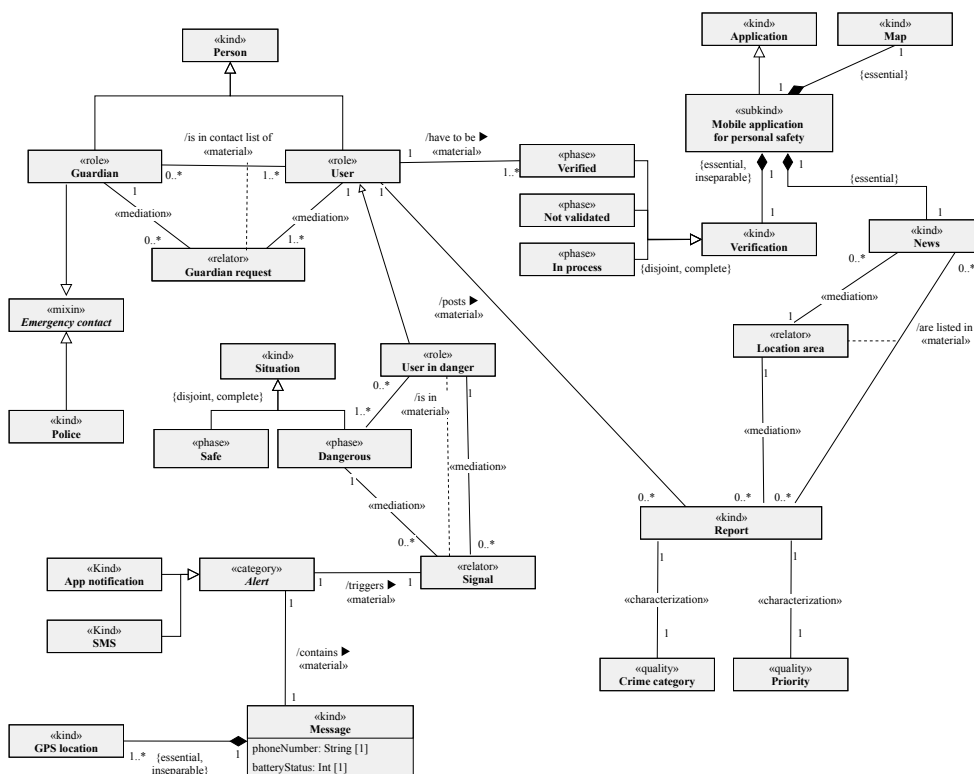 «kind»
Person
«kind»
Application
«kind»
Map
1
{essential}
1
«subkind»
Mobile application
for personal safety
/is in contact list of
«material»
/have to be ▶
«material»
«role»
Guardian
0..*
1..*
«role»
User
1
1..*
«phase»
Verified
{essential,
inseparable}
1
1
{essential}
1
1
1
1
«mediation»
«mediation»
0..*
1..*
«relator»
Guardian request
«phase»
Not validated
«phase»
In process
{disjoint, complete}
1
«kind»
Verification
1
«kind»
News
0..*
0..*
«mixin»
Emergency contact
«mediation»
/posts ▶
«material»
1
/are listed in
«material»
«relator»
Location area
1
«kind»
Situation
«role»
User in danger
{disjoint, complete}
0..*
/is in
«material»
1
1..*
«kind»
Police
«phase»
Safe
«phase»
Dangerous
1
«mediation»
«mediation»
«mediation»
0..*
0..*
0..*
0..*
0..*
«kind»
Report
«Kind»
App notification
«category»
Alert
1
/triggers ▶
«material»
1
«relator»
Signal
1
1
1
«Kind»
SMS
«characterization»
«characterization»
/contains ▶
«material»
1
1
1
«quality»
Crime category
«quality»
Priority
«kind»
GPS location
1..*
{essential,
inseparable}
1
«kind»
Message
phoneNumber: String [1]
batteryStatus: Int [1]